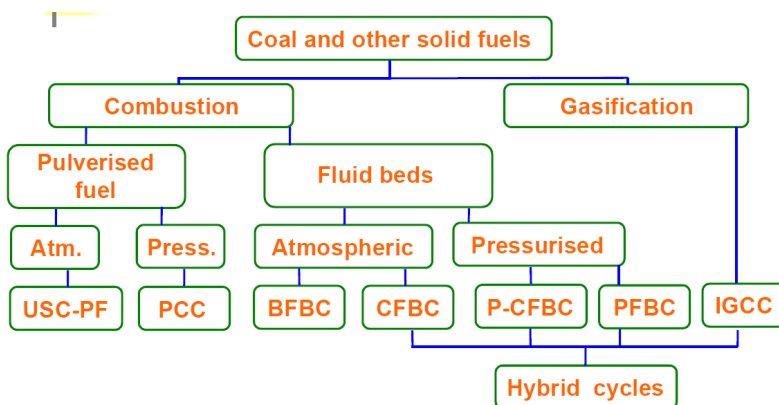 Coal and other solid fuels
Combustion
Gasification
Pulverised
fuel
Fluid beds
Atm.
Press.
Atmospheric
Pressurised
USC-PF
PCC
BFBC
CFBC
P-CFBC
PFBC
IGCC
Hybrid cycles